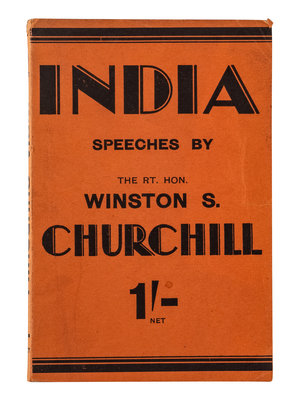 INDIA
SPEECHES BY
THE RT. HON.
WINSTON S.
CHURCHILL
1/-
NET